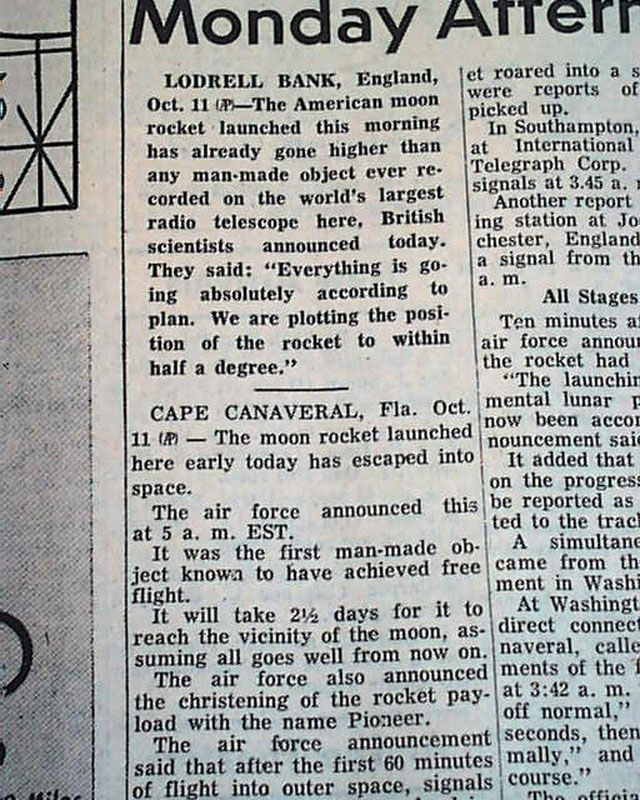 Monday Aftern
LODRELL BANK, England,
Oct. 11 (AP)—The American moon
rocket launched this morning
has already gone higher than
any man-made object ever re-
corded on the world's largest
radio telescope here, British
scientists announced today.
They said: "Everything is go-
ing absolutely according to
plan. We are plotting the posi-
tion of the rocket to within
half a degree."
CAPE CANAVERAL, Fla. Oct.
11 (AP) — The moon rocket launched
here early today has escaped into
space.
The air force announced this
at 5 a. m. EST.
It was the first man-made ob-
ject known to have achieved free
flight.
It will take 2½ days for it to
reach the vicinity of the moon, as-
suming all goes well from now on.
The air force also announced
the christening of the rocket pay-
load with the name Pioneer.
The air force announcement
said that after the first 60 minutes
of flight into outer space, signals
et roared into a s
were reports of
picked up.
In Southampton,
at International
Telegraph Corp.
signals at 3.45 a.
Another report
ing station at Jo
chester, England
a signal from th
a. m.
All Stages
Ten minutes a
air force announ
the rocket had
"The launchin
mental lunar p
now been accor
nouncement said
It added that
on the progress
be reported as
ted to the track
A simultane
came from th
ment in Washi
At Washingt
direct connect
naveral, calle
ments of the
at 3:42 a. m.
off normal,"
seconds, then
mally," and
course."
The officia
Miles